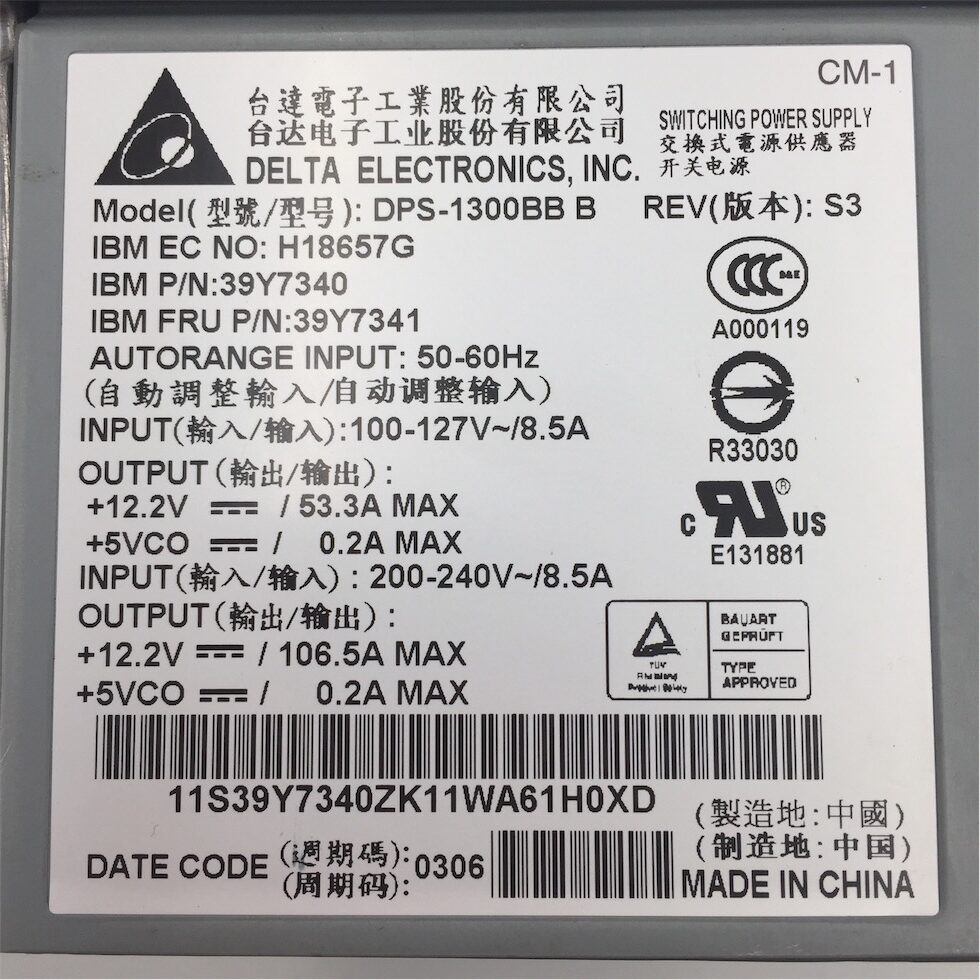 CM-1
台達電子工業股份有限公司
台达电子工业股份有限公司
DELTA ELECTRONICS, INC.
SWITCHING POWER SUPPLY
交換式電源供應器
开关电源
Model(型號/型号): DPS-1300BB B REV(版本): S3
IBM EC NO: H18657G
IBM P/N:39Y7340
IBM FRU P/N:39Y7341
AUTORANGE INPUT: 50-60Hz
(自動調整輸入/自动调整输入)
INPUT(輸入/输入):100-127V~/8.5A
OUTPUT(輸出/输出):
+12.2V ⎓ / 53.3A MAX
+5VCO ⎓ / 0.2A MAX
INPUT(輸入/输入): 200-240V~/8.5A
OUTPUT(輸出/输出):
+12.2V ⎓ / 106.5A MAX
+5VCO ⎓ / 0.2A MAX
CCC S&E
A000119
R33030
c RU ® US
E131881
TÜV
Rheinland
Product Safety
BAUART
GEPRÜFT
TYPE
APPROVED
11S39Y7340ZK11WA61H0XD
DATE CODE (週期碼): 0306
(周期码):
(製造地:中國)
(制造地:中国)
MADE IN CHINA